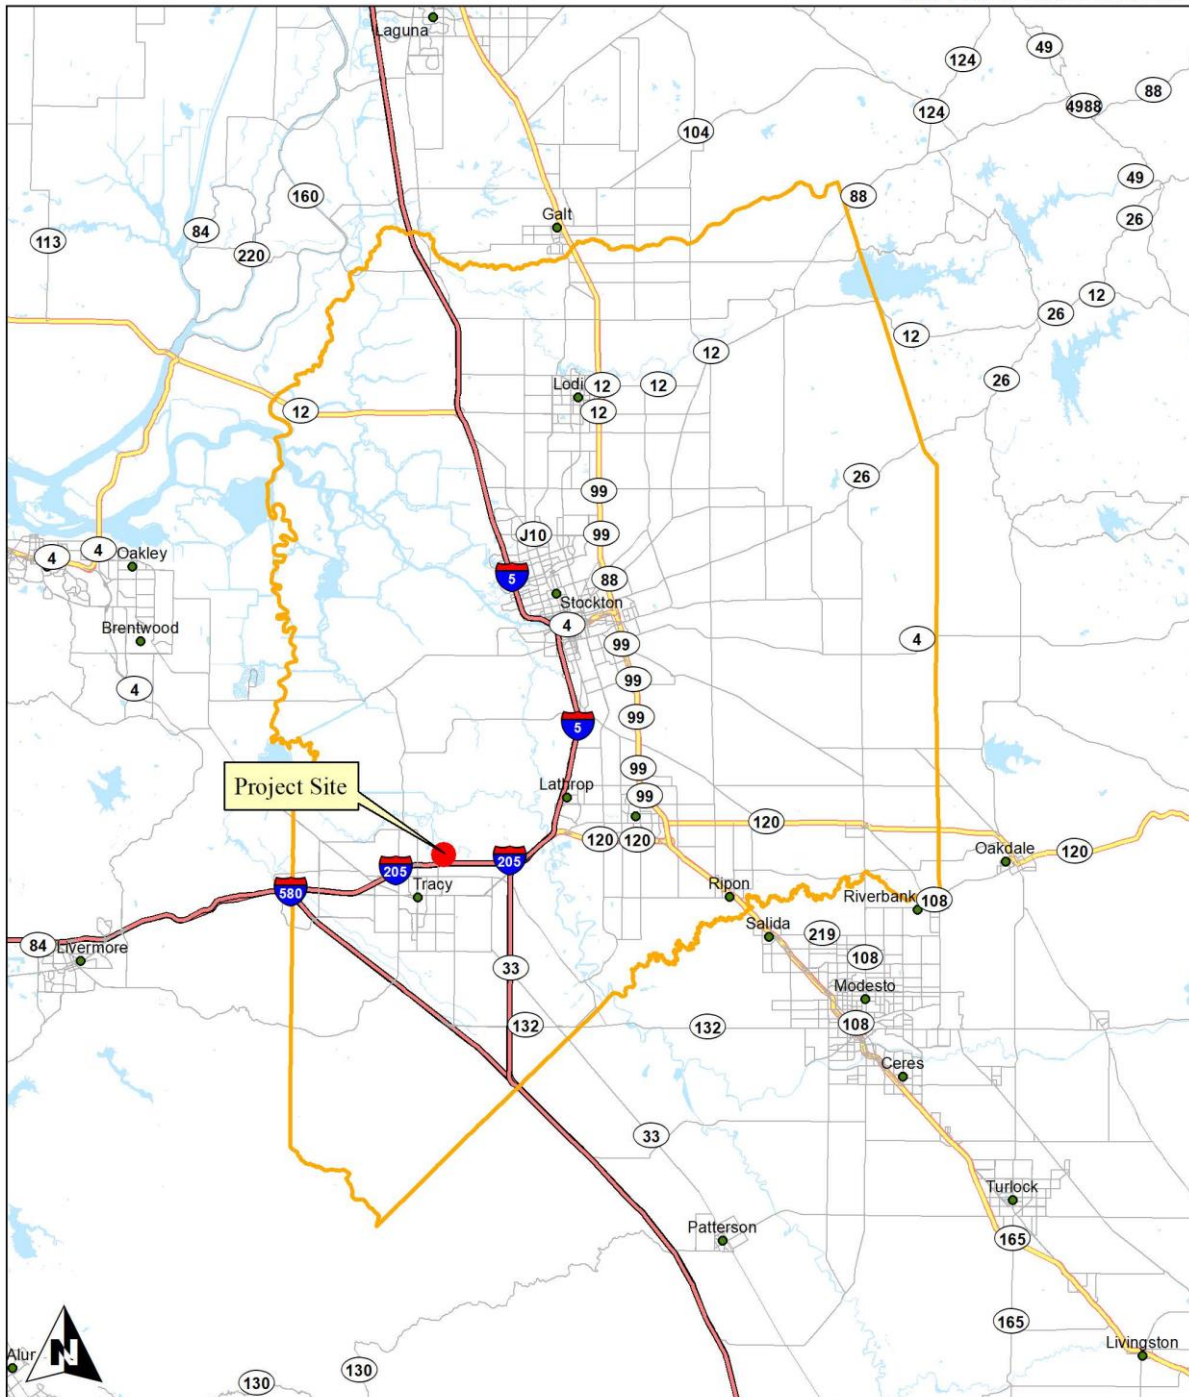 Laguna
49
124
88
4988
124
104
49
160
88
Galt
26
84
113
220
12
26
12
12
26
Lodi
12
12
12
12
26
99
J10
99
4
4
Oakley
5
88
Stockton
4
Brentwood
4
99
99
4
99
5
99
Project Site
Lathrop
99
120
120
120
Oakdale
120
205
205
Tracy
580
Ripon
Riverbank
108
Salida
219
84
Livermore
108
33
Modesto
132
132
108
Ceres
33
Turlock
Patterson
165
165
N
Livingston
Alur
130
130